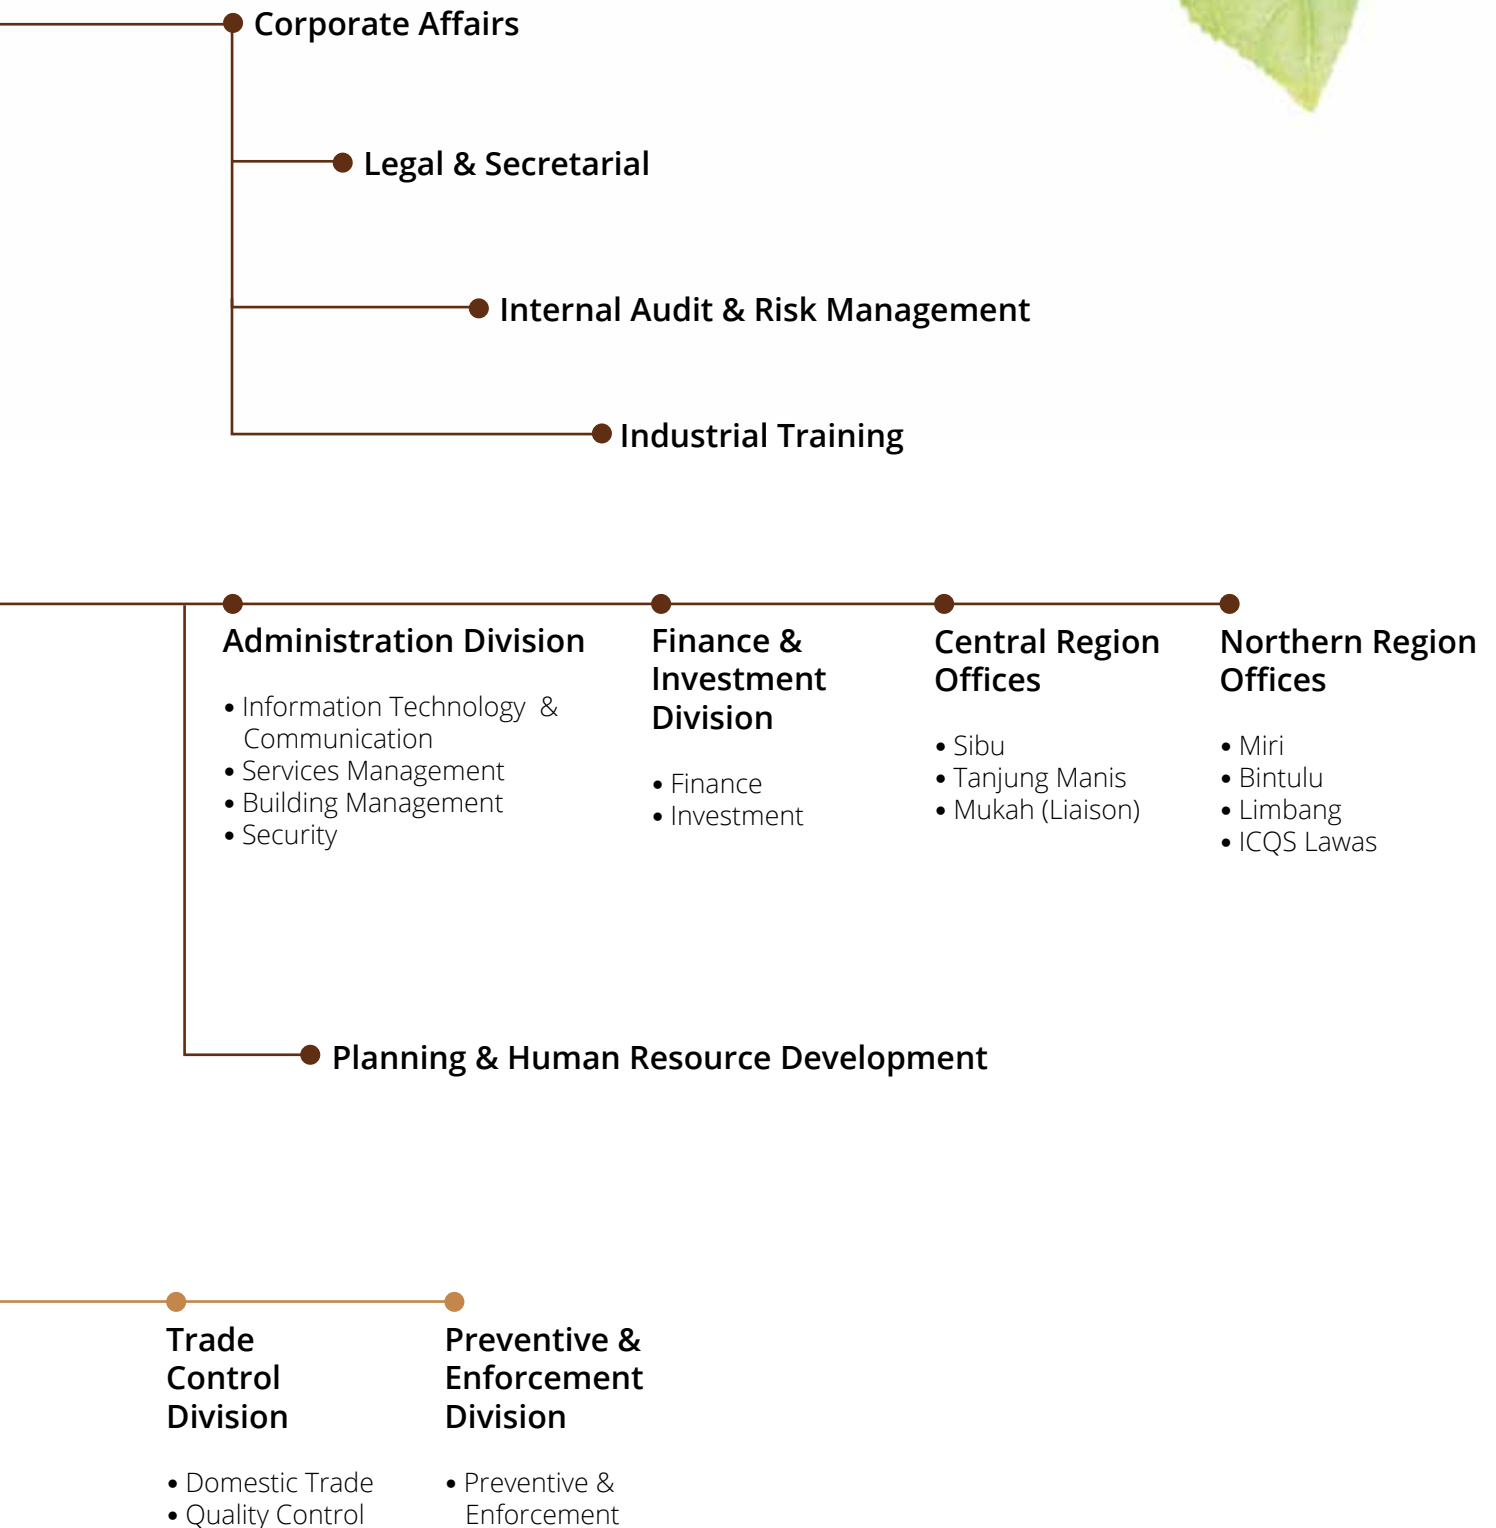 Corporate Affairs
Legal & Secretarial
Internal Audit & Risk Management
Industrial Training
Administration Division
• Information Technology & 
Communication
• Services Management
• Building Management
• Security
Finance &
Investment
Division
• Finance
• Investment
Central Region
Offices
• Sibu
• Tanjung Manis
• Mukah (Liaison)
Northern Region
Offices
• Miri
• Bintulu
• Limbang
• ICQS Lawas
Planning & Human Resource Development
Trade
Control
Division
• Domestic Trade
• Quality Control
Preventive &
Enforcement
Division
• Preventive &
Enforcement